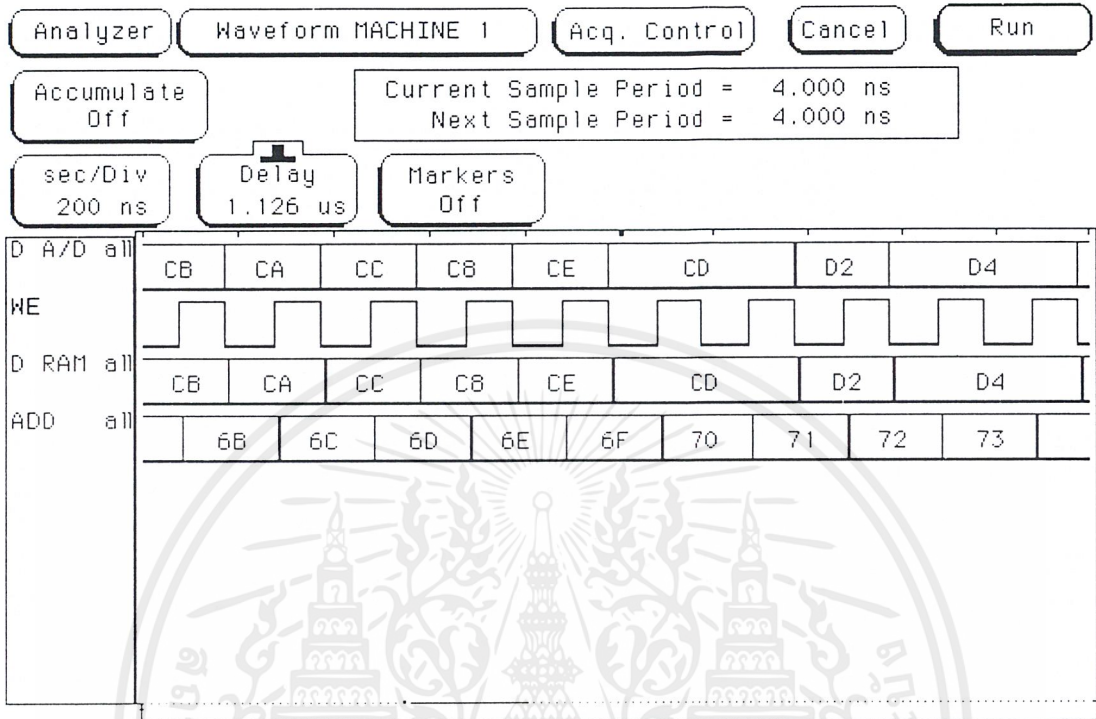 Analyzer Waveform MACHINE 1 Acq. Control Cancel Run
Accumulate Off
Current Sample Period = 4.000 ns
Next Sample Period = 4.000 ns
sec/Div 200 ns
Delay 1.126 us
Markers Off
D A/D all CB CA CC C8 CE CD D2 D4
WE
D RAM all CB CA CC C8 CE CD D2 D4
ADD all 6B 6C 6D 6E 6F 70 71 72 73